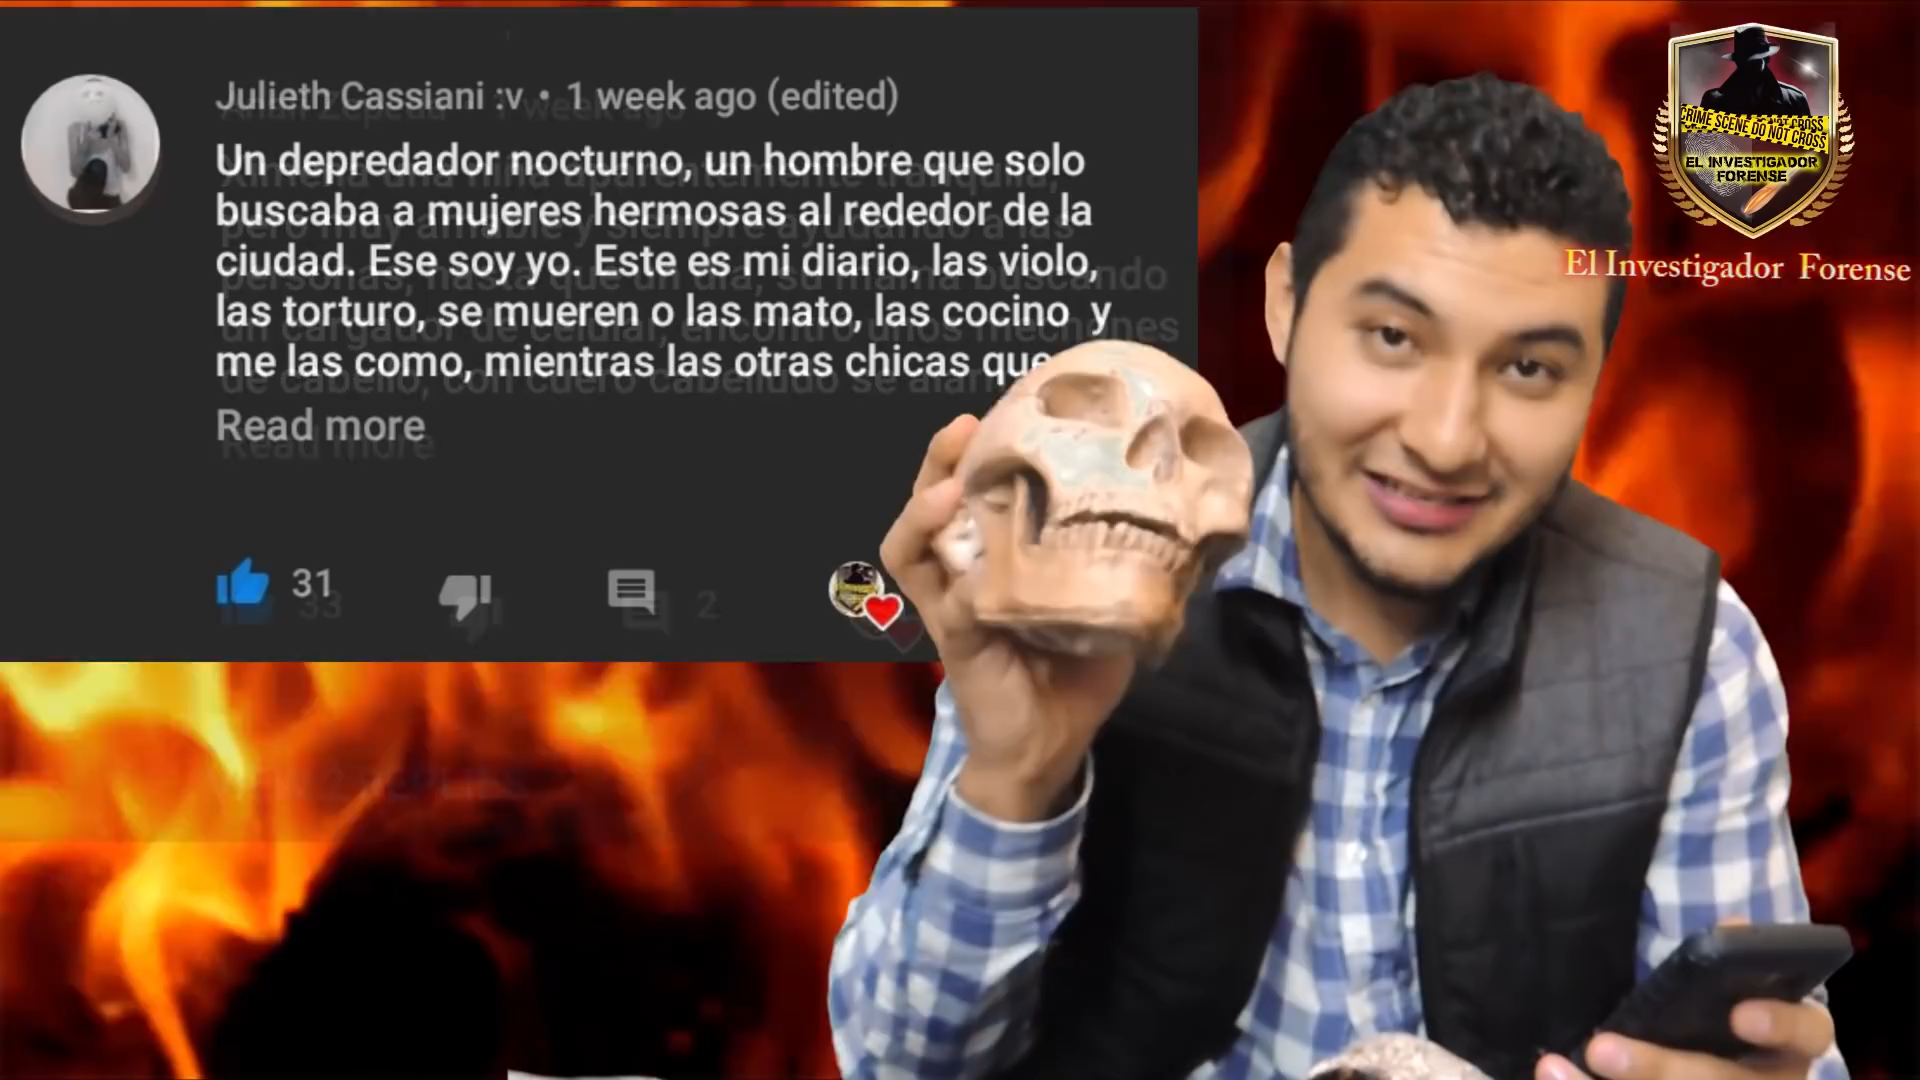 Julieth Cassiani :v • 1 week ago (edited)
Un depredador nocturno, un hombre que solo
buscaba a mujeres hermosas al rededor de la
ciudad. Ese soy yo. Este es mi diario, las violo,
las torturo, se mueren o las mato, las cocino y
me las como, mientras las otras chicas que
Read more
31
33
2
CRIME SCENE DO NOT CROSS
EL INVESTIGADOR
FORENSE
El Investigador Forense